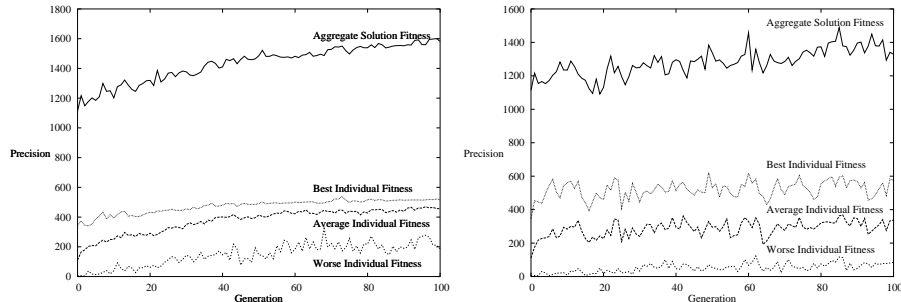 1800
1600
1400
1200
1000
800
600
400
200
0
Precision
Aggregate Solution Fitness
Best Individual Fitness
Average Individual Fitness
Worse Individual Fitness
0 20 40 60 80 100
Generation
1600
1400
1200
1000
800
600
400
200
0
Precision
Aggregate Solution Fitness
Best Individual Fitness
Average Individual Fitness
Worse Individual Fitness
0 20 40 60 80 100
Generation